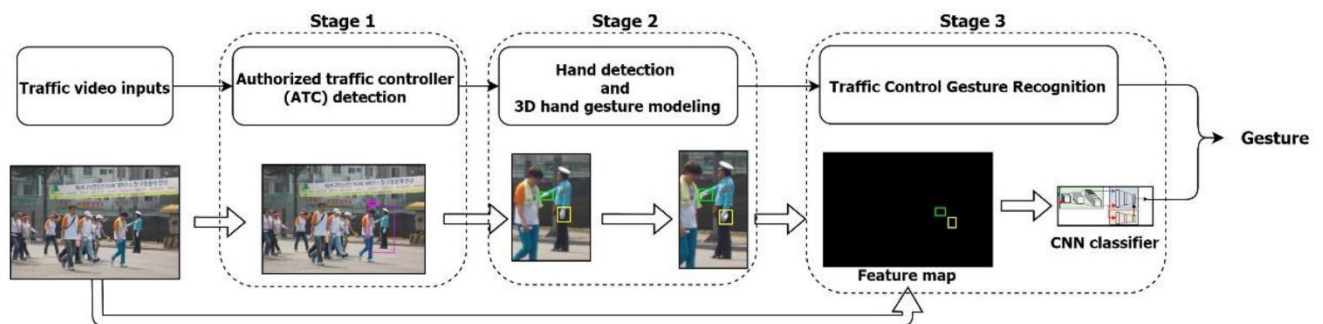 Stage 1
Stage 2
Stage 3
Traffic video inputs
Authorized traffic controller
(ATC) detection
Hand detection
and
3D hand gesture modeling
Traffic Control Gesture Recognition
Gesture
CNN classifier
Feature map